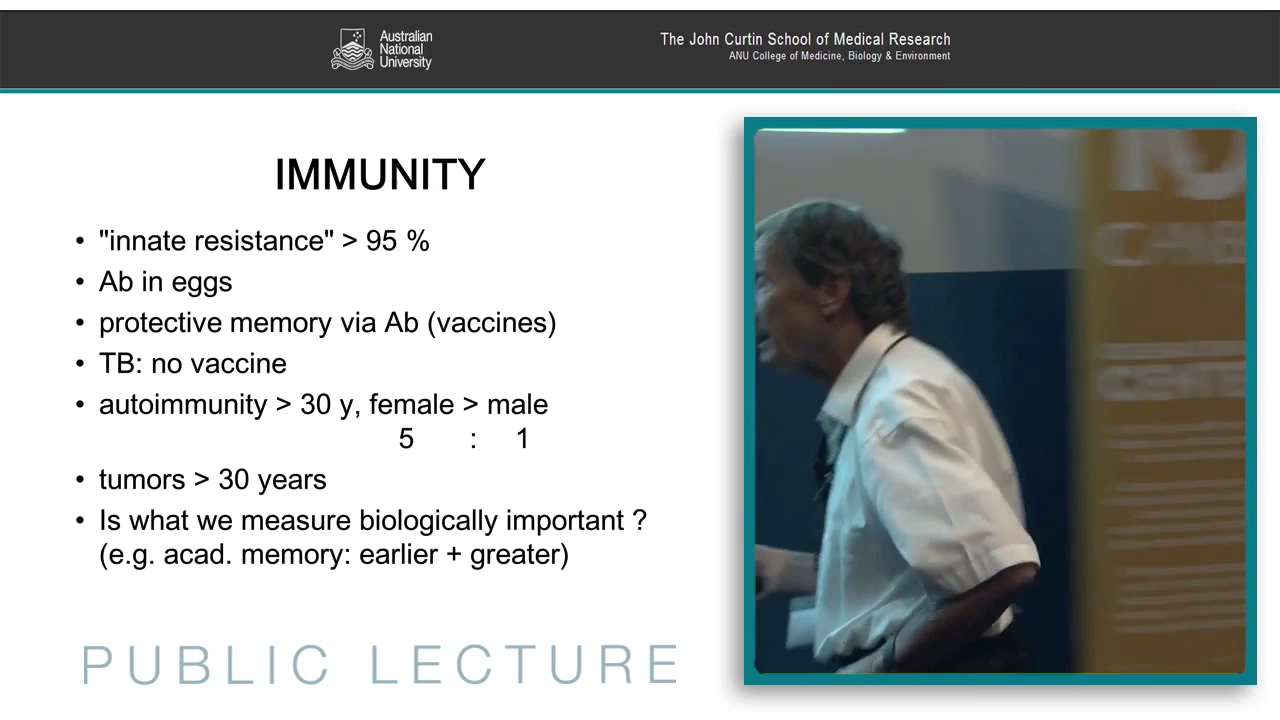 Australian
National
University
The John Curtin School of Medical Research
ANU College of Medicine, Biology & Environment
IMMUNITY
• "innate resistance" > 95 %
• Ab in eggs
• protective memory via Ab (vaccines)
• TB: no vaccine
• autoimmunity > 30 y, female > male
5 : 1
• tumors > 30 years
• Is what we measure biologically important ?
(e.g. acad. memory: earlier + greater)
PUBLIC LECTURE